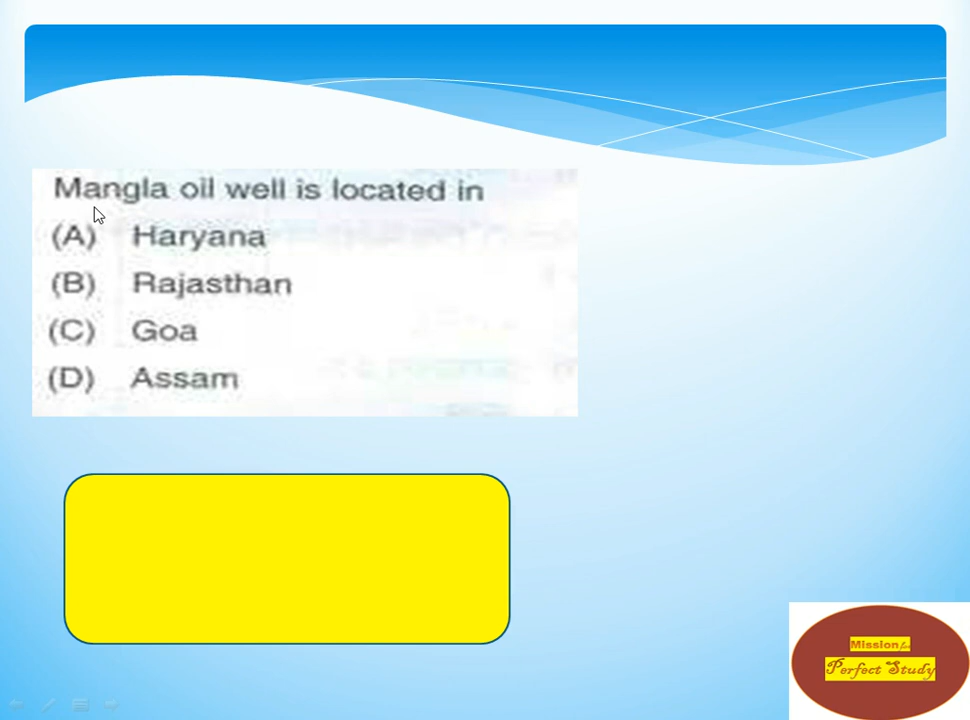 Mangla oil well is located in
(A) Haryana
(B) Rajasthan
(C) Goa
(D) Assam
Mission for
Perfect Study